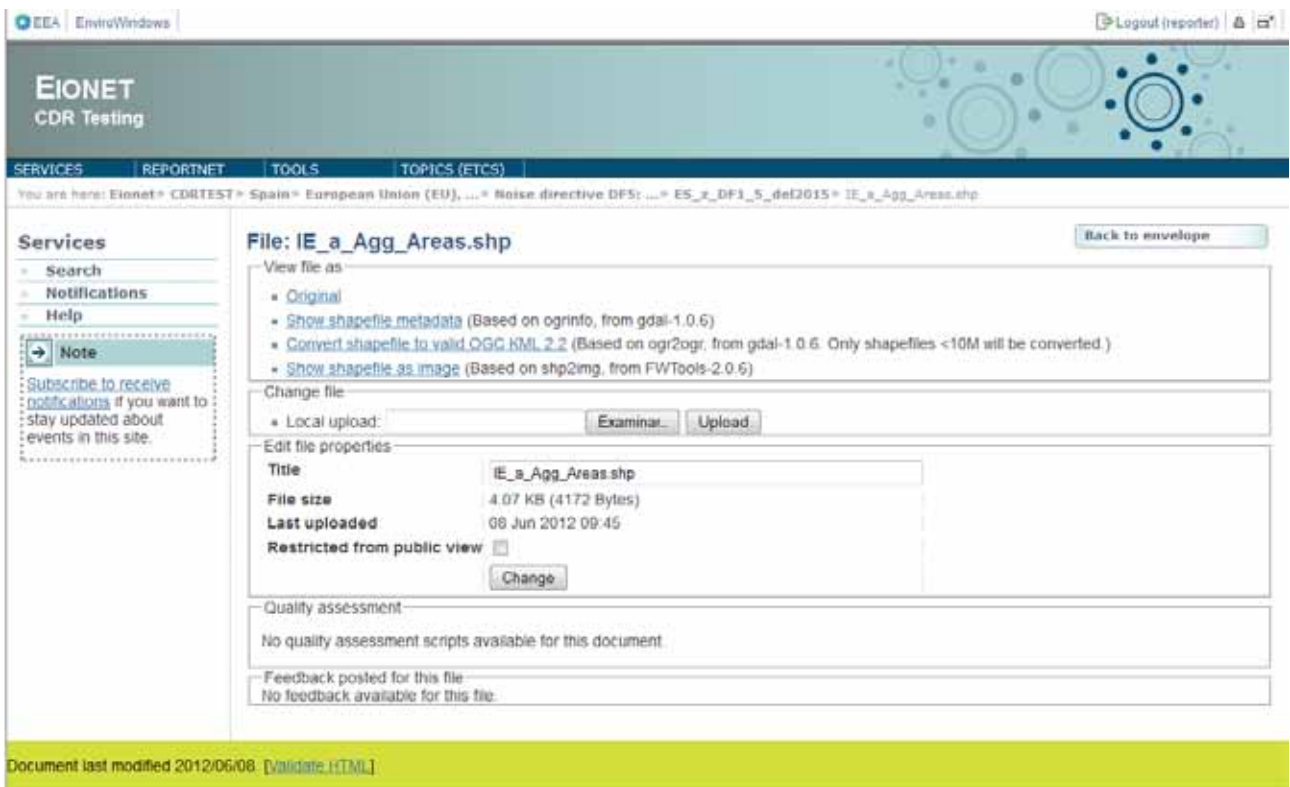 EEA EnviroWindows Logout (reporter)
EIONET
CDR Testing
SERVICES REPORTNET TOOLS TOPICS (ETCS)
You are here: Eionet » CDRTEST » Spain » European Union (EU), ... » Noise directive DF5: ... » ES_z_DF1_5_del2015 » IE_a_Agg_Areas.shp
Services
Search
Notifications
Help
Note
Subscribe to receive
notifications if you want to
stay updated about
events in this site.
File: IE_a_Agg_Areas.shp
Back to envelope
View file as
Original
Show shapefile metadata (Based on ogrinfo, from gdal-1.0.6)
Convert shapefile to valid OGC KML 2.2 (Based on ogr2ogr, from gdal-1.0.6. Only shapefiles <10M will be converted.)
Show shapefile as image (Based on shp2img, from FWTools-2.0.6)
Change file
Local upload: Examinar... Upload
Edit file properties
Title IE_a_Agg_Areas.shp
File size 4.07 KB (4172 Bytes)
Last uploaded 08 Jun 2012 09:45
Restricted from public view
Change
Quality assessment
No quality assessment scripts available for this document.
Feedback posted for this file
No feedback available for this file.
Document last modified 2012/06/08. [Validate HTML]